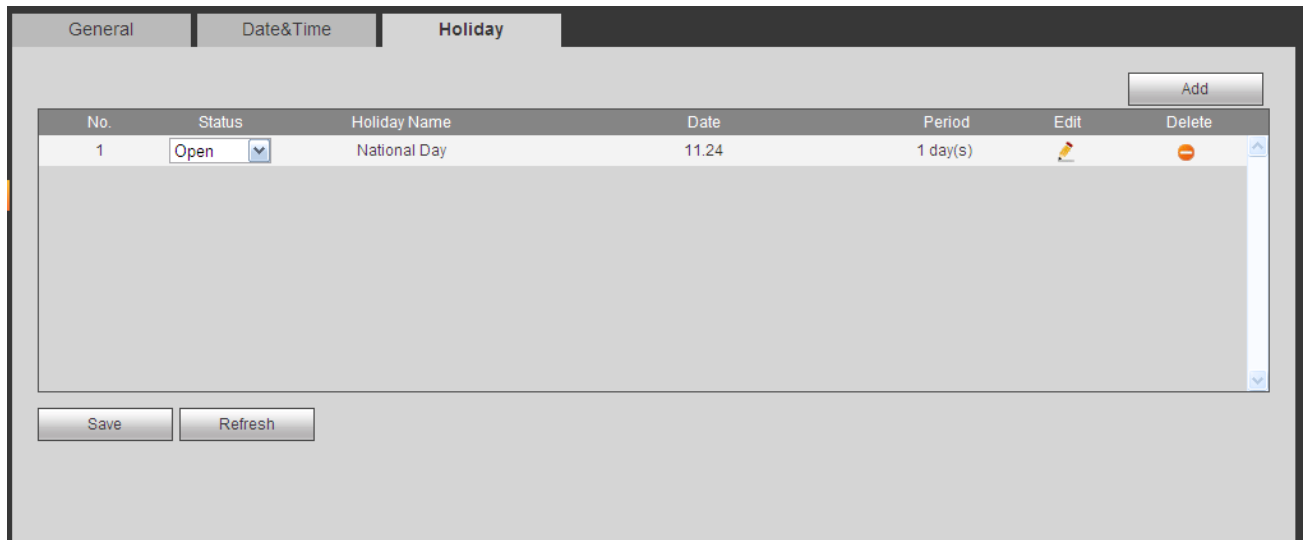 General Date&Time Holiday
Add
No. Status Holiday Name Date Period Edit Delete
1 Open National Day 11.24 1 day(s)
Save Refresh